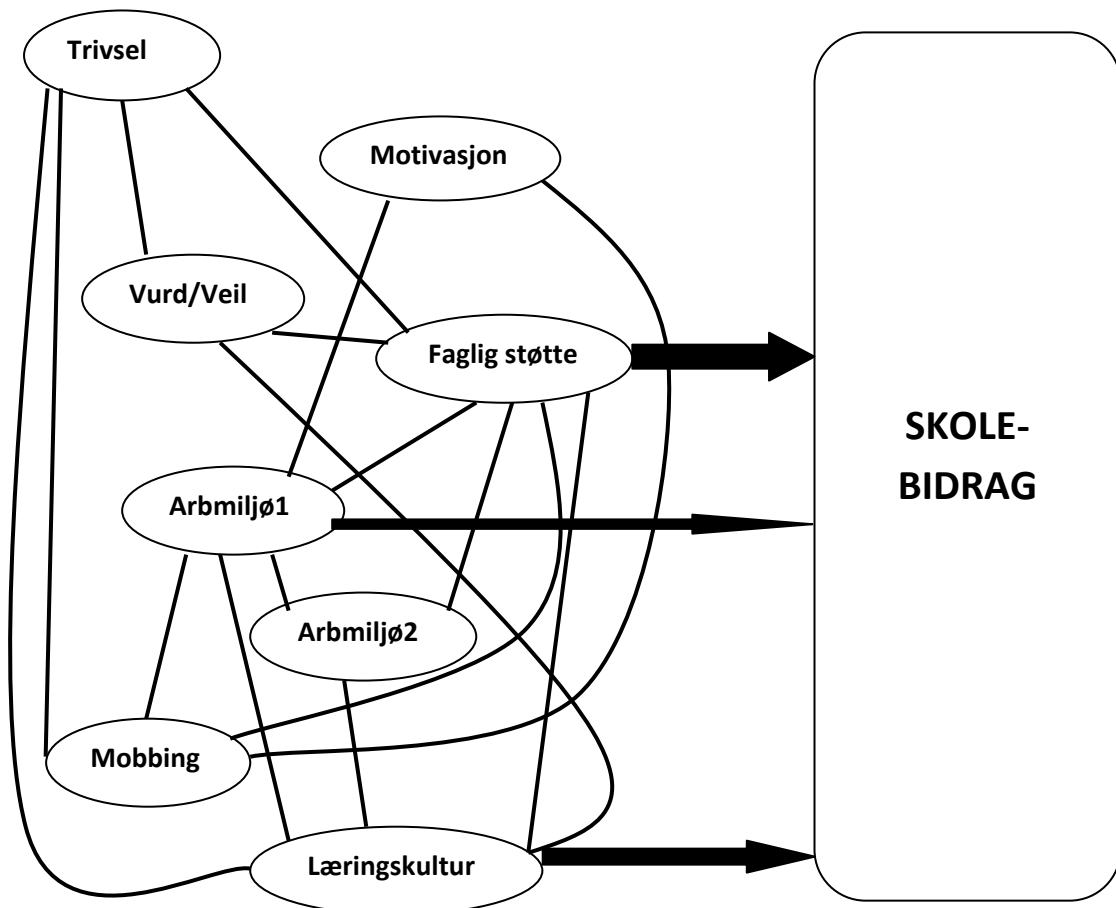 Trivsel
Motivasjon
Vurd/Veil
Faglig støtte
SKOLE-
BIDRAG
Arbmiljø1
Arbmiljø2
Mobbing
Læringskultur